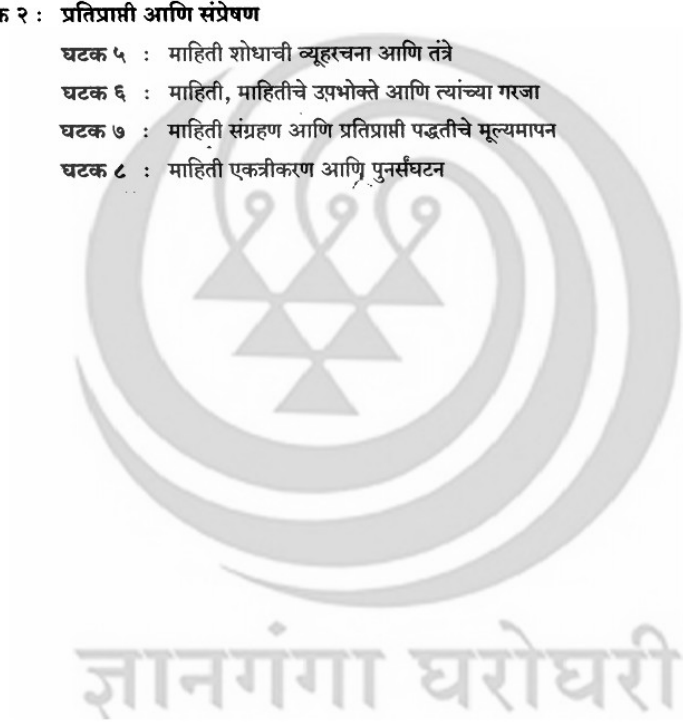 क २ : प्रतिप्राप्ती आणि संप्रेषण
घटक ५ : माहिती शोधाची व्यूहरचना आणि तंत्रे
घटक ६ : माहिती, माहितीचे उपभोक्ते आणि त्यांच्या गरजा
घटक ७ : माहिती संग्रहण आणि प्रतिप्राप्ती पद्धतीचे मूल्यमापन
घटक ८ : माहिती एकत्रीकरण आणि पुनर्संघटन
ज्ञानगंगा घरोघरी